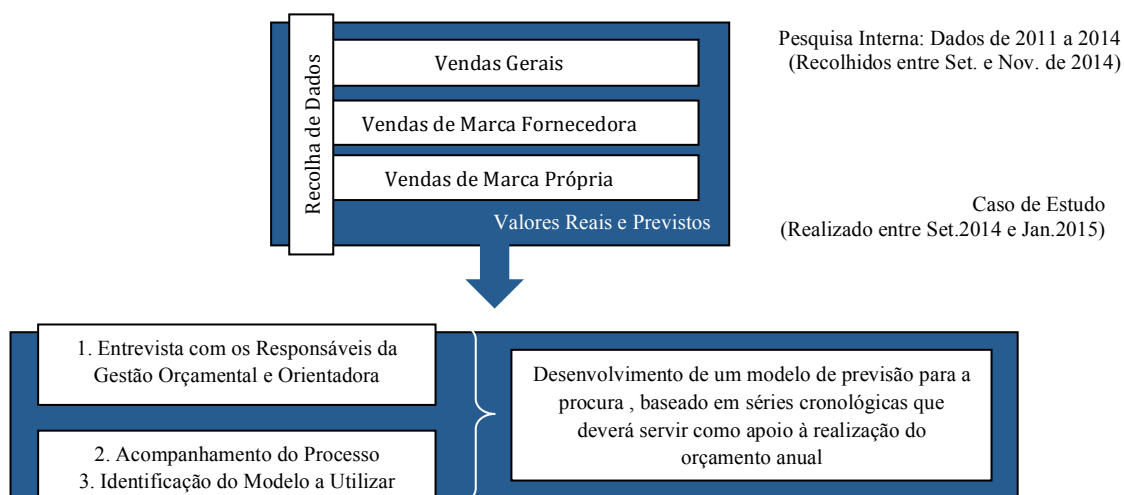 Recolha de Dados
Vendas Gerais
Vendas de Marca Fornecedora
Vendas de Marca Própria
Valores Reais e Previstos
Pesquisa Interna: Dados de 2011 a 2014
(Recolhidos entre Set. e Nov. de 2014)
Caso de Estudo
(Realizado entre Set.2014 e Jan.2015)
1. Entrevista com os Responsáveis da
Gestão Orçamental e Orientadora
2. Acompanhamento do Processo
3. Identificação do Modelo a Utilizar
Desenvolvimento de um modelo de previsão para a
procura , baseado em séries cronológicas que
deverá servir como apoio à realização do
orçamento anual